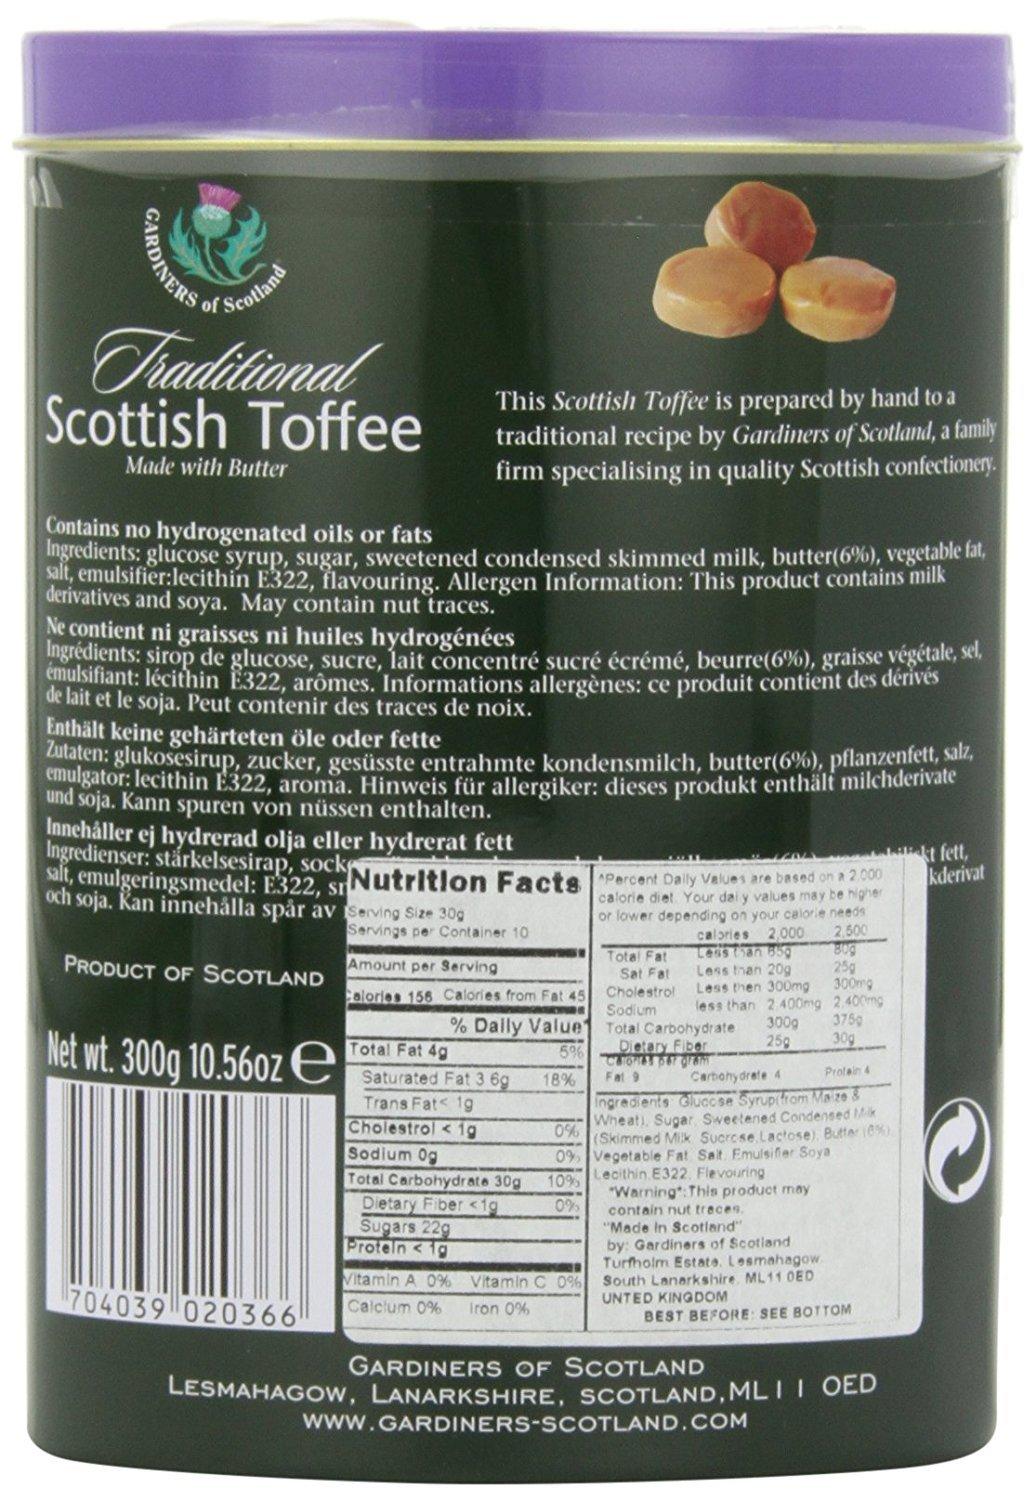 GARDINERS of Scotland
Traditional
Scottish Toffee
Made with Butter
This Scottish Toffee is prepared by hand to a
traditional recipe by Gardiners of Scotland, a family
firm specialising in quality Scottish confectionery.
Contains no hydrogenated oils or fats
Ingredients: glucose syrup, sugar, sweetened condensed skimmed milk, butter(6%), vegetable fat,
salt, emulsifier:lecithin E322, flavouring. Allergen Information: This product contains milk
derivatives and soya. May contain nut traces.
Ne contient ni graisses ni huiles hydrogénées
Ingrédients: sirop de glucose, sucre, lait concentré sucré écrémé, beurre(6%), graisse végétale, sel,
émulsifiant: lécithin E322, arômes. Informations allergènes: ce produit contient des dérivés
de lait et le soja. Peut contenir des traces de noix.
Enthält keine gehärteten öle oder fette
Zutaten: glukosesirup, zucker, gesüsste entrahmte kondensmilch, butter(6%), pflanzenfett, salz,
emulgator: lecithin E322, aroma. Hinweis für allergiker: dieses produkt enthält milchderivate
und soja. Kann spuren von nüssen enthalten.
Innehåller ej hydrerad olja eller hydrerat fett
Ingredienser: stärkelsesirap, socke fett,
salt, emulgeringsmedel: E322, sm kderivat
och soja. Kan innehålla spår av
PRODUCT OF SCOTLAND
Net wt. 300g 10.56oz e
704039 020366
Nutrition Facts
Serving Size 30g
Servings per Container 10
Amount per Serving
Calories 156 Calories from Fat 45
% Daily Value*
Total Fat 4g 5%
Saturated Fat 3 6g 18%
Trans Fat< 1g
Cholestrol < 1g 0%
Sodium 0g 0%
Total Carbohydrate 30g 10%
Dietary Fiber <1g 0%
Sugars 22g
Protein < 1g
Vitamin A 0% Vitamin C 0%
Calcium 0% Iron 0%
*Percent Daily Values are based on a 2.000
calorie diet. Your daily values may be higher
or lower depending on your calorie needs
calories 2,000 2,500
Total Fat Less than 65g 80g
Sat Fat Less than 20g 25g
Cholestrol Less then 300mg 300mg
Sodium less than 2.400mg 2,400mg
Total Carbohydrate 300g 375g
Dietary Fiber 25g 30g
Calories per gram
Fat 9 Carbohydrate 4 Protein 4
Ingredients Glucose Syrup(from Maize &
Wheat), Sugar, Sweetened Condensed Milk
(Skimmed Milk Sucrose,Lactose), Butter (6%),
Vegetable Fat, Salt, Emulsifier Soya
Lecithin E322, Flevouring
"Warning":This product may
contain nut traces.
"Made In Scotland"
by: Gardiners of Scotland
Turfholm Estate, Lesmahagow
South Lanarkshire, ML11 0ED
UNTED KINGDOM
BEST BEFORE: SEE BOTTOM
GARDINERS OF SCOTLAND
LESMAHAGOW, LANARKSHIRE, SCOTLAND, ML11 OED
WWW.GARDINERS-SCOTLAND.COM